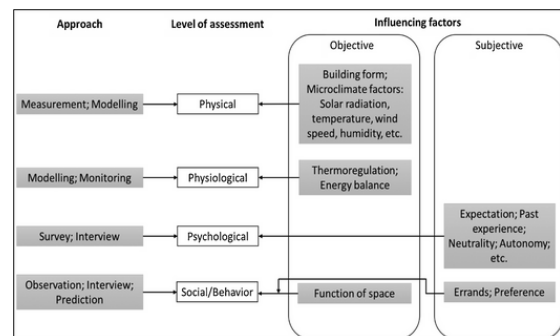 Approach
Level of assessment
Influencing factors
Objective
Subjective
Measurement; Modelling
Physical
Building form;
Microclimate factors:
Solar radiation,
temperature, wind
speed, humidity, etc.
Modelling; Monitoring
Physiological
Thermoregulation;
Energy balance
Survey; Interview
Psychological
Expectation; Past
experience;
Neutrality; Autonomy;
etc.
Observation; Interview;
Prediction
Social/Behavior
Function of space
Errands; Preference